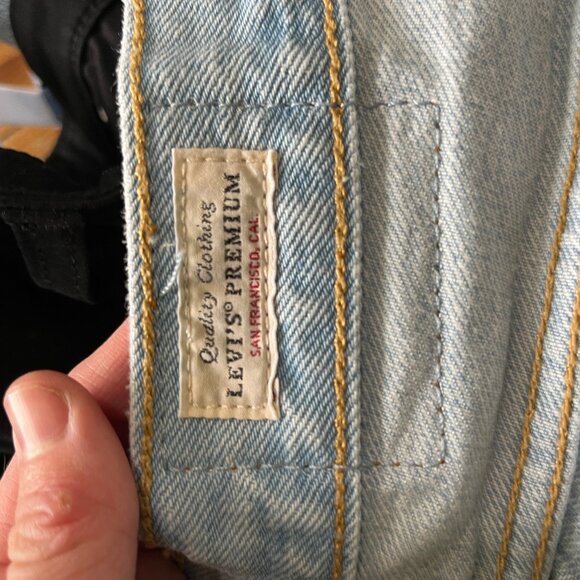 Quality Clothing
LEVI'S® PREMIUM
SAN FRANCISCO, CAL.